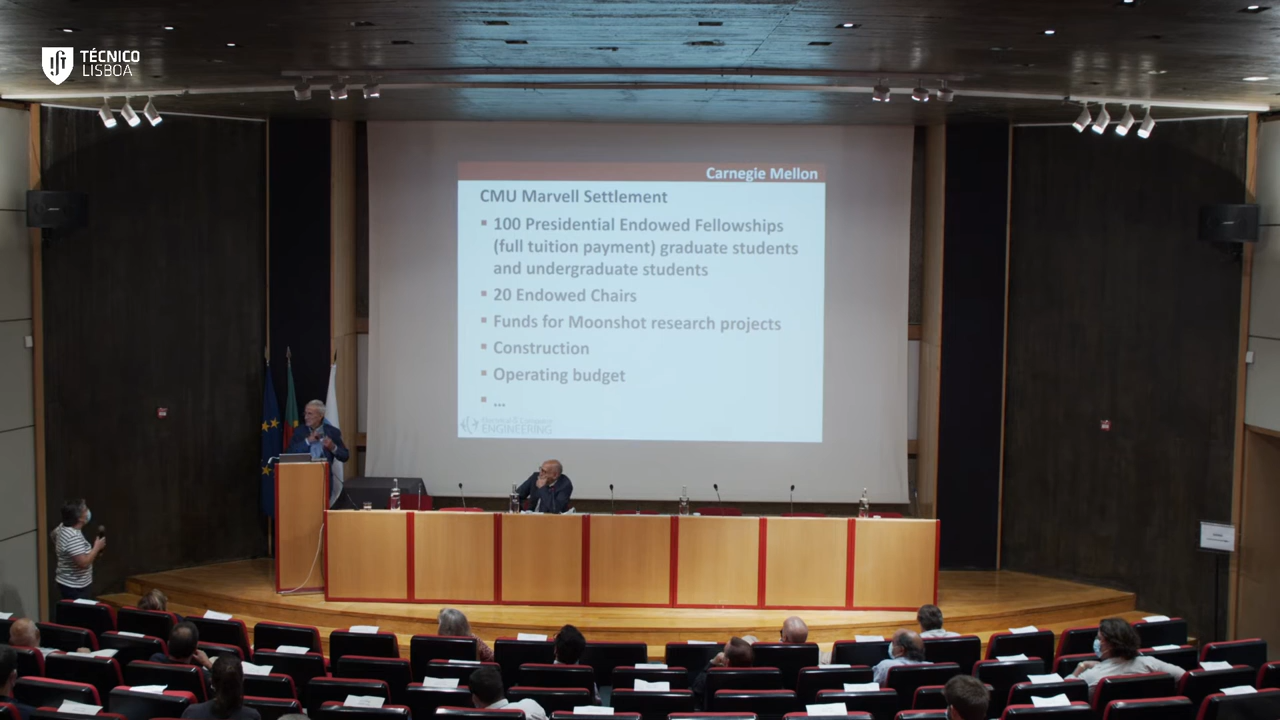 TÉCNICO
LISBOA
Carnegie Mellon
CMU Marvell Settlement
▪ 100 Presidential Endowed Fellowships
(full tuition payment) graduate students
and undergraduate students
▪ 20 Endowed Chairs
▪ Funds for Moonshot research projects
▪ Construction
▪ Operating budget
▪ ...
ENGINEERING